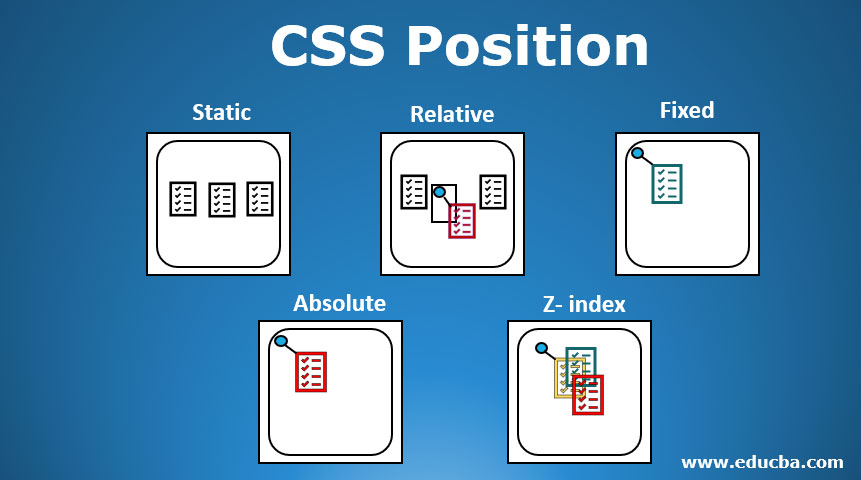 CSS Position
Static
Relative
Fixed
Absolute
Z- index
www.educba.com